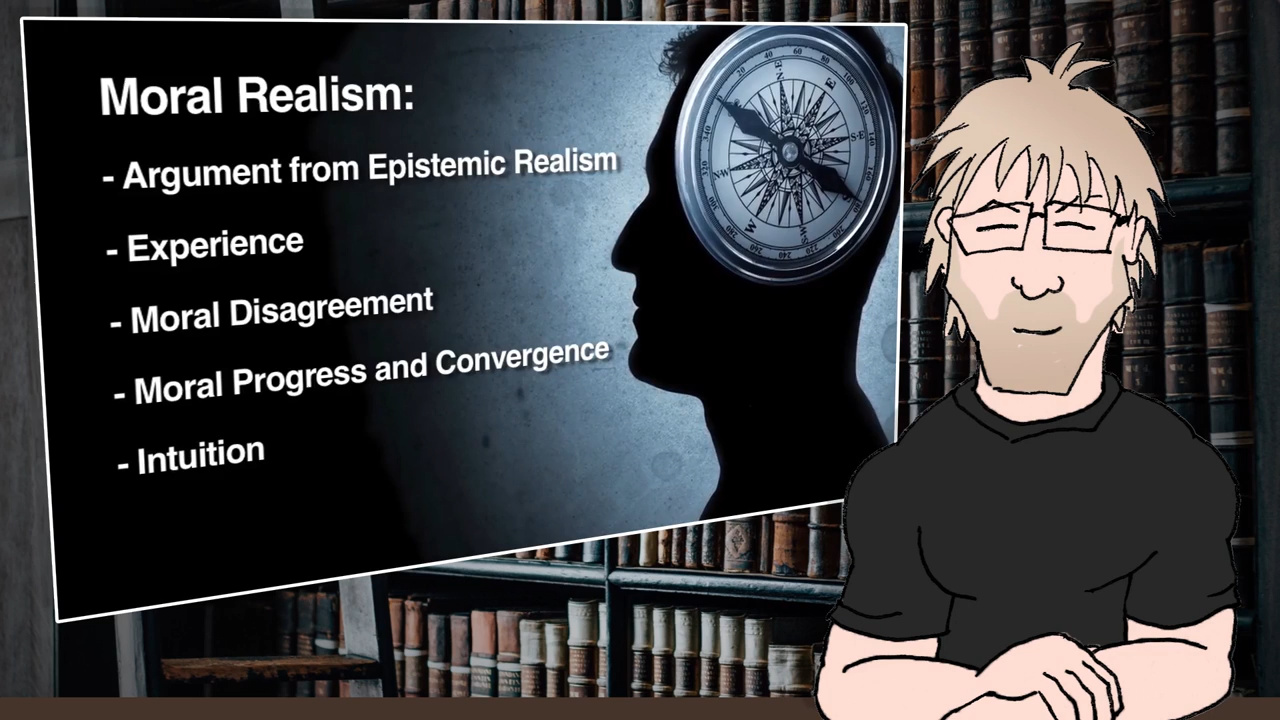 Moral Realism:
- Argument from Epistemic Realism
- Experience
- Moral Disagreement
- Moral Progress and Convergence
- Intuition